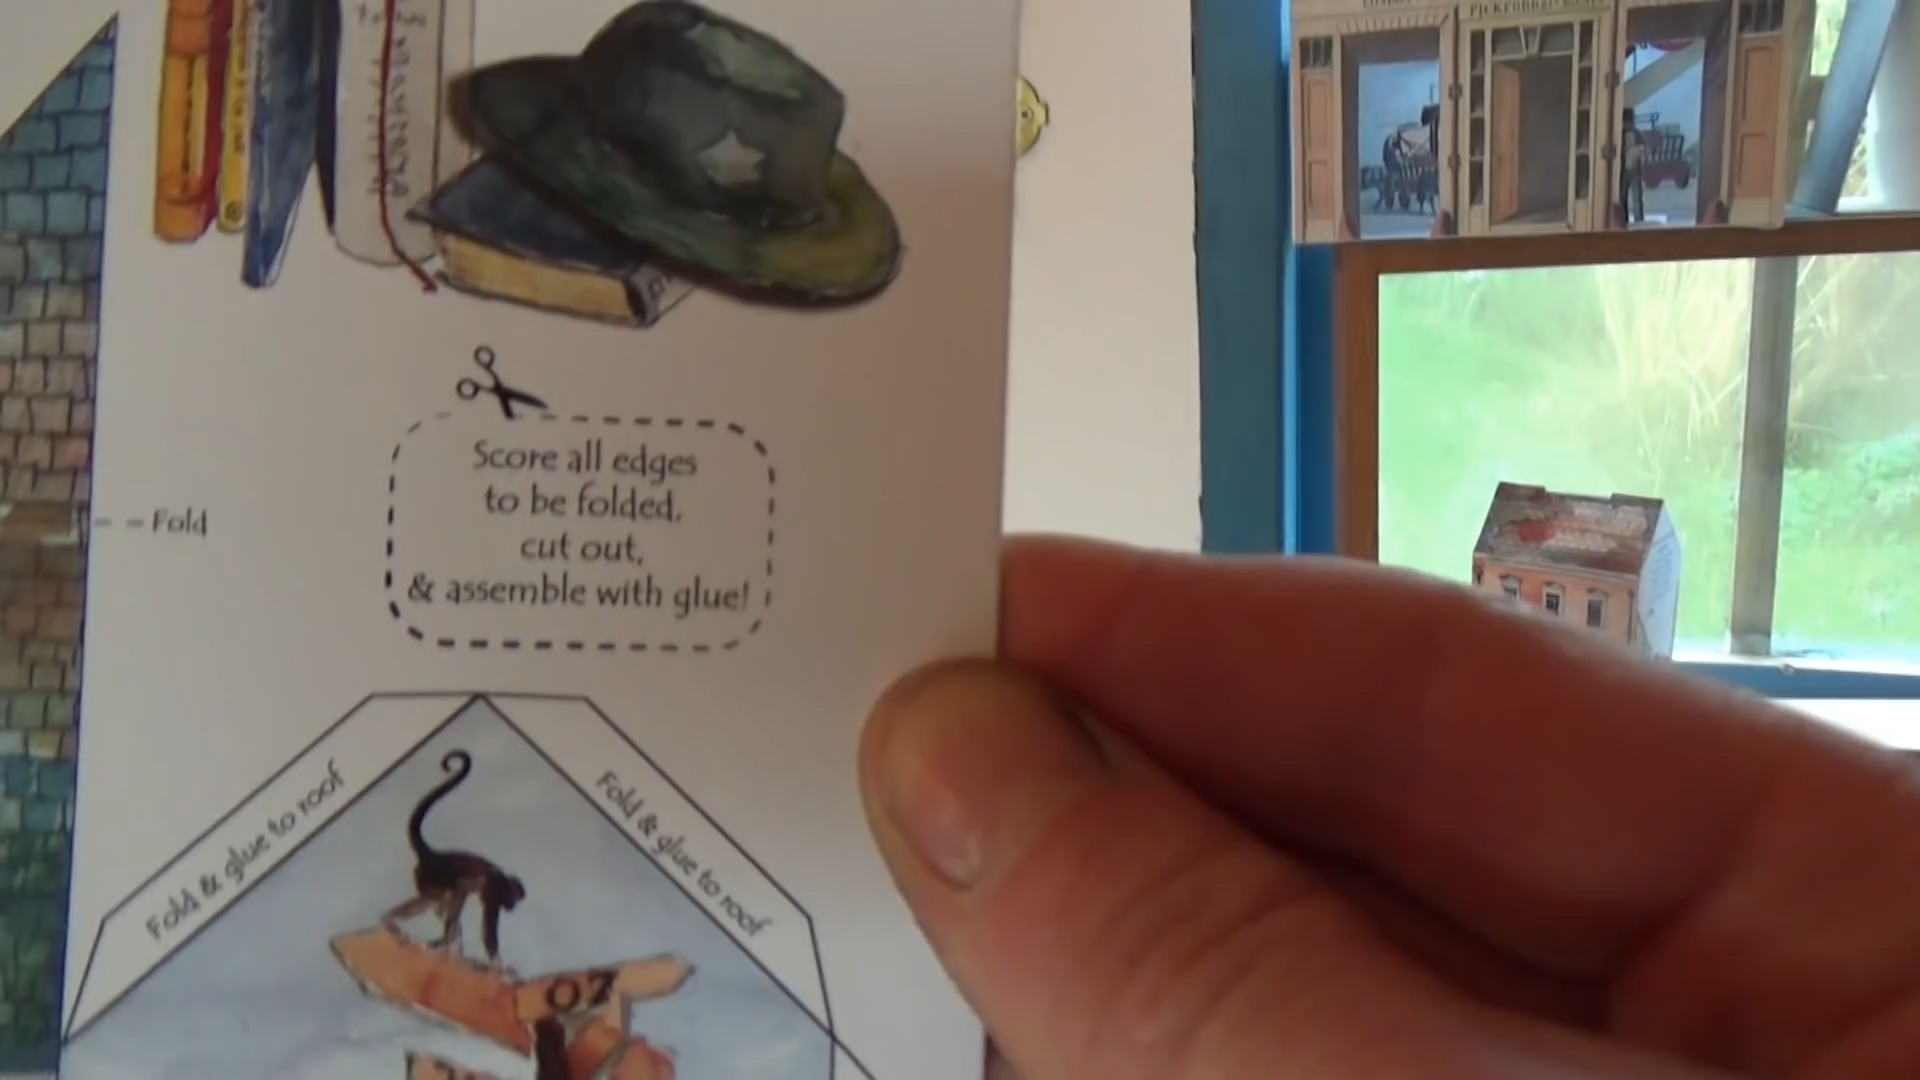 Score all edges
to be folded,
cut out,
& assemble with glue!
Fold
Fold & glue to roof
Fold & glue to roof
OZ